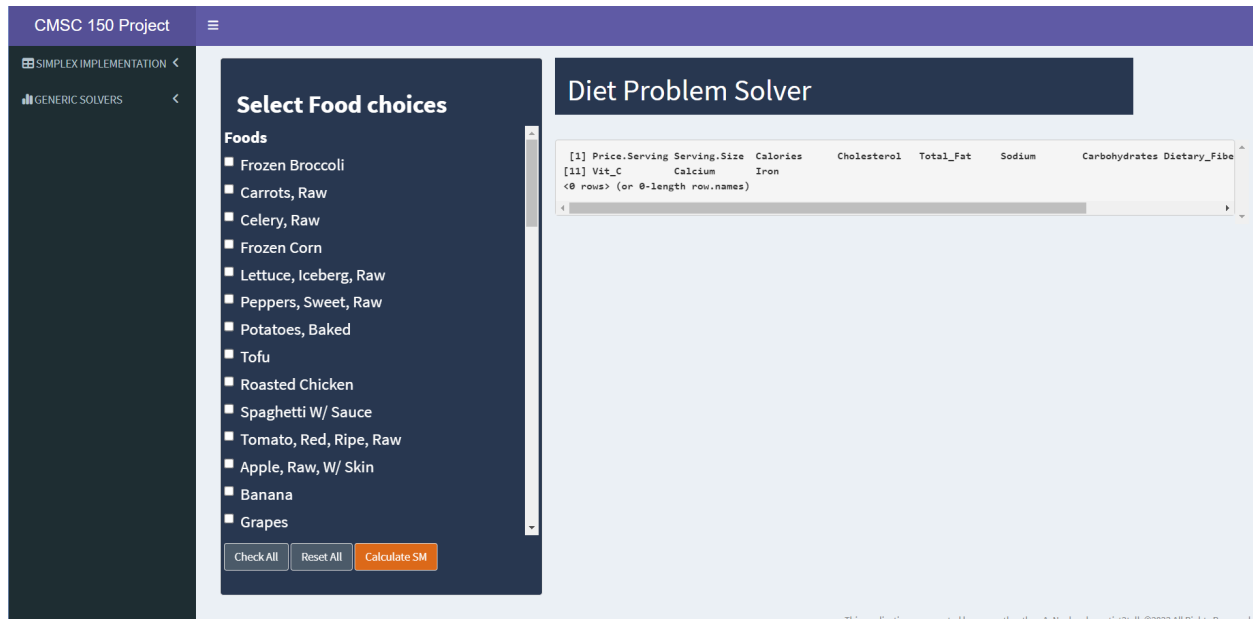 CMSC 150 Project
SIMPLEX IMPLEMENTATION
GENERIC SOLVERS
Select Food choices
Foods
Frozen Broccoli
Carrots, Raw
Celery, Raw
Frozen Corn
Lettuce, Iceberg, Raw
Peppers, Sweet, Raw
Potatoes, Baked
Tofu
Roasted Chicken
Spaghetti W/ Sauce
Tomato, Red, Ripe, Raw
Apple, Raw, W/ Skin
Banana
Grapes
Check All Reset All Calculate SM
Diet Problem Solver
[1] Price.Serving Serving.Size Calories Cholesterol Total_Fat Sodium Carbohydrates Dietary_Fibe
[11] Vit_C Calcium Iron
<0 rows> (or 0-length row.names)